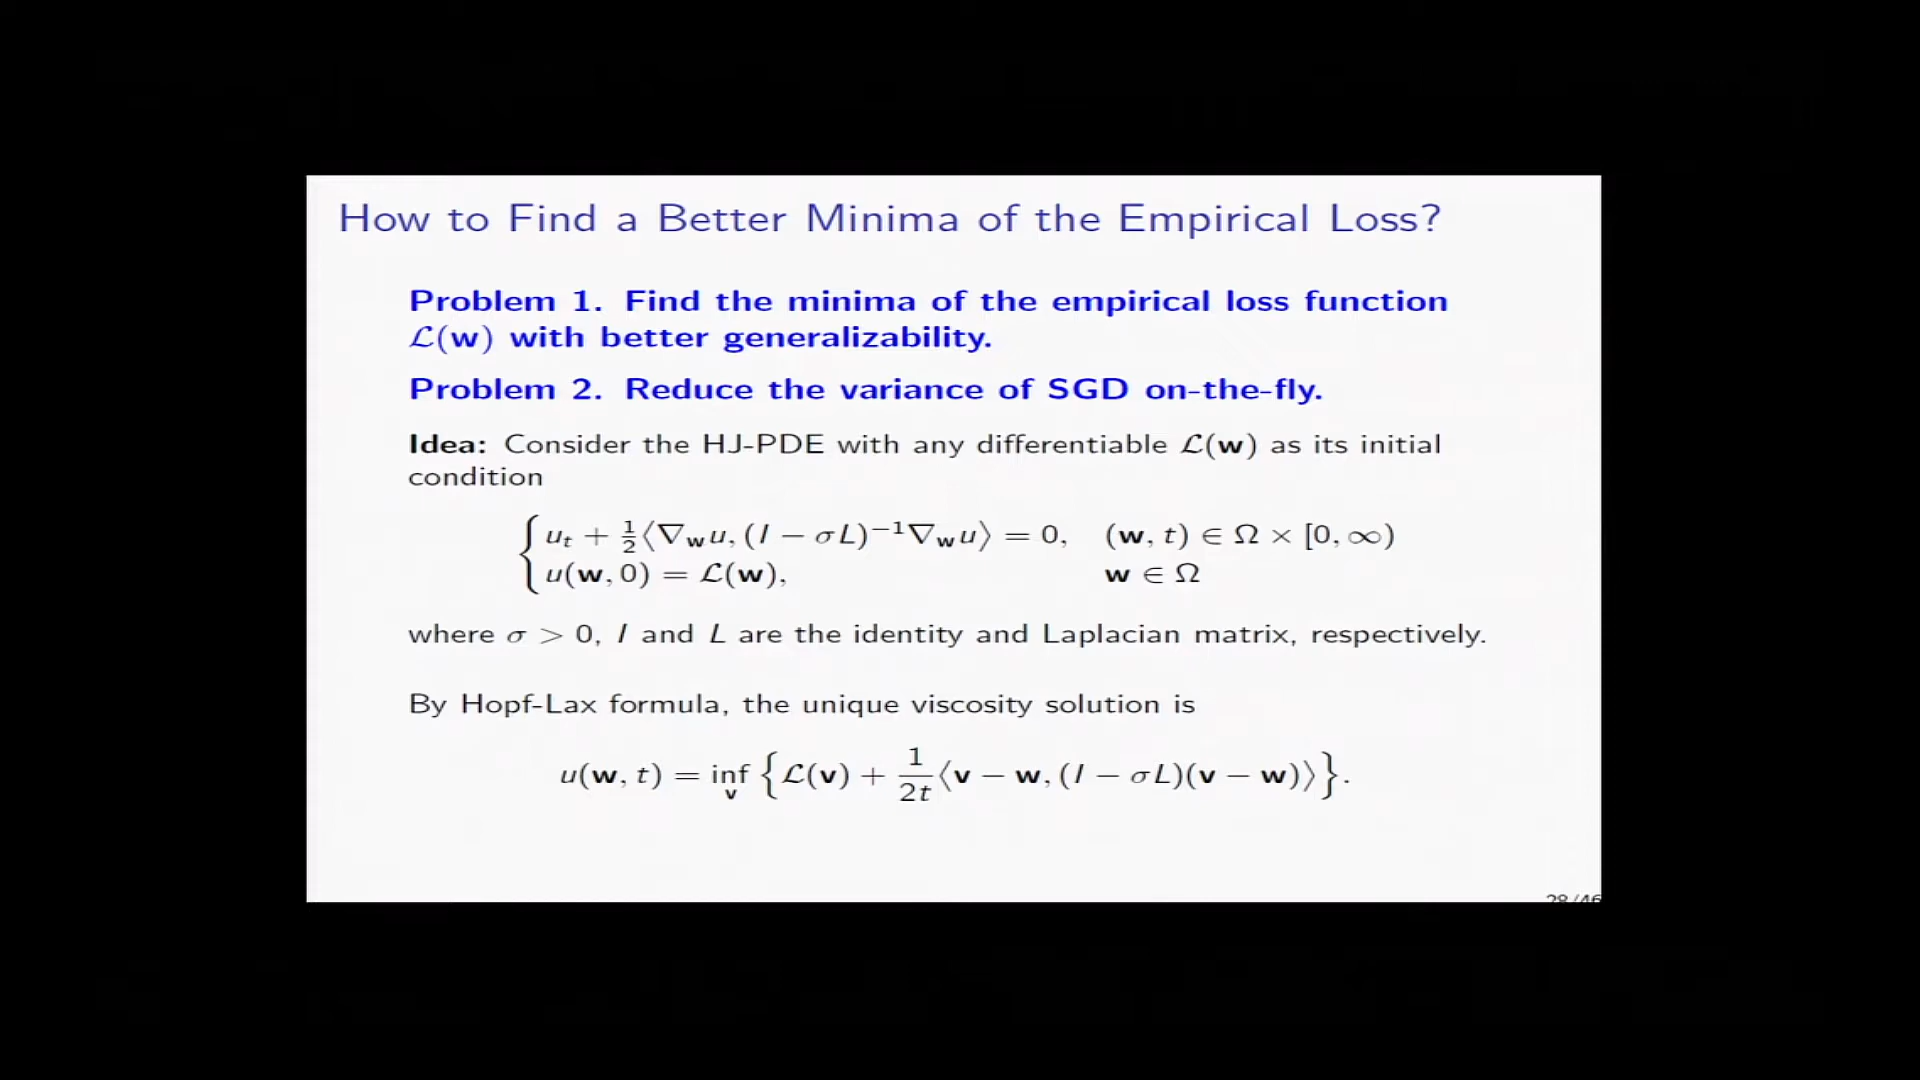 How to Find a Better Minima of the Empirical Loss?
Problem 1. Find the minima of the empirical loss function
ℒ(w) with better generalizability.
Problem 2. Reduce the variance of SGD on-the-fly.
Idea: Consider the HJ-PDE with any differentiable ℒ(w) as its initial
condition
{ u_t + ½⟨∇_w u, (I − σL)⁻¹∇_w u⟩ = 0, (w, t) ∈ Ω × [0, ∞)
u(w, 0) = ℒ(w), w ∈ Ω
where σ > 0, I and L are the identity and Laplacian matrix, respectively.
By Hopf-Lax formula, the unique viscosity solution is
u(w, t) = inf_v {ℒ(v) + 1/2t ⟨v − w, (I − σL)(v − w)⟩}.
28/46